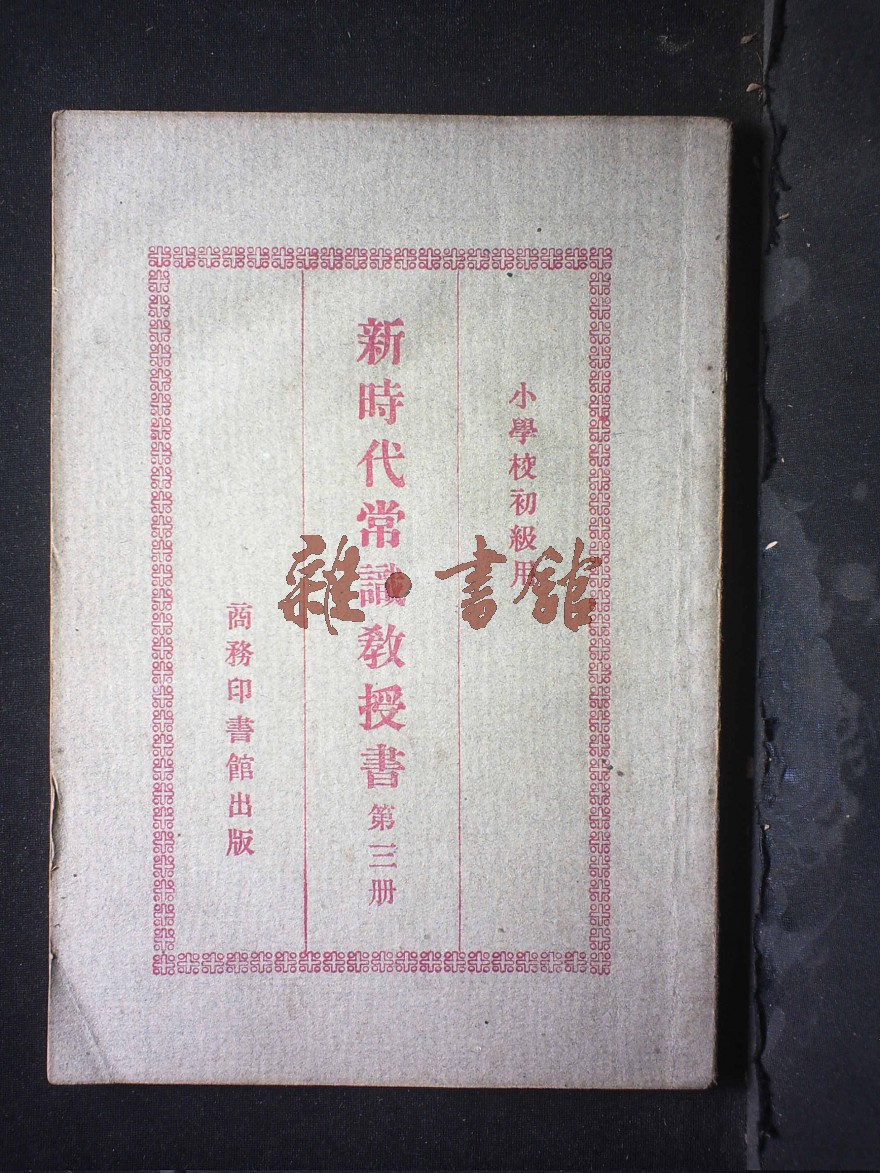 小學校初級用
新時代常識教授書 第三册
商務印書館出版
雜·書館